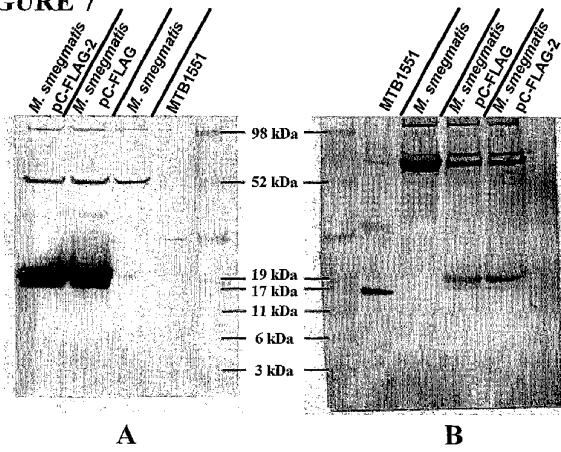 GURE 7
M. smegmatis
pC-FLAG-2
M. smegmatis
pC-FLAG
M. smegmatis
MTB1551
MTB1551
M. smegmatis
M. smegmatis
pC-FLAG
M. smegmatis
pC-FLAG-2
98 kDa
52 kDa
19 kDa
17 kDa
11 kDa
6 kDa
3 kDa
A
B